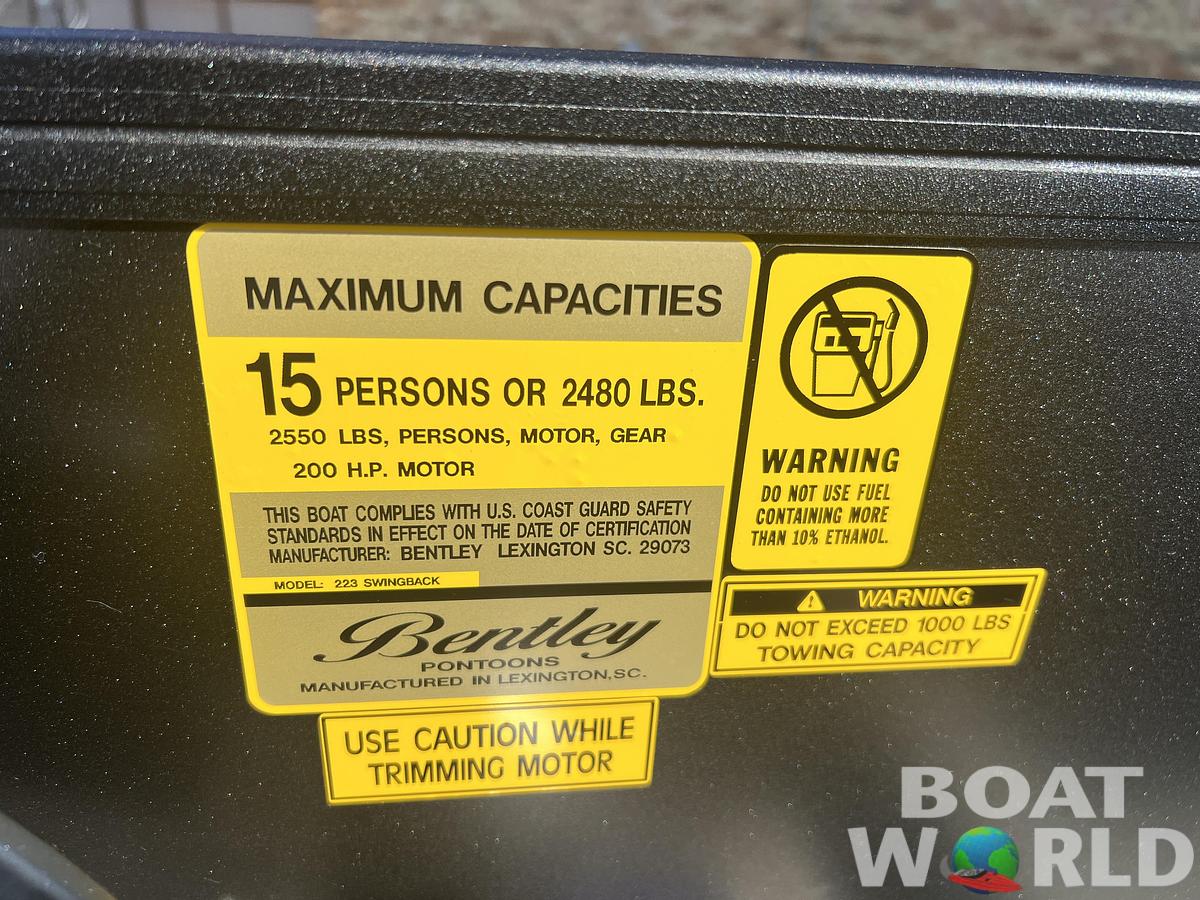 MAXIMUM CAPACITIES
15 PERSONS OR 2480 LBS.
2550 LBS, PERSONS, MOTOR, GEAR
200 H.P. MOTOR
THIS BOAT COMPLIES WITH U.S. COAST GUARD SAFETY
STANDARDS IN EFFECT ON THE DATE OF CERTIFICATION
MANUFACTURER: BENTLEY LEXINGTON SC. 29073
MODEL: 223 SWINGBACK
Bentley
PONTOONS
MANUFACTURED IN LEXINGTON,SC.
USE CAUTION WHILE
TRIMMING MOTOR
WARNING
DO NOT USE FUEL
CONTAINING MORE
THAN 10% ETHANOL.
WARNING
DO NOT EXCEED 1000 LBS
TOWING CAPACITY
BOAT
WORLD